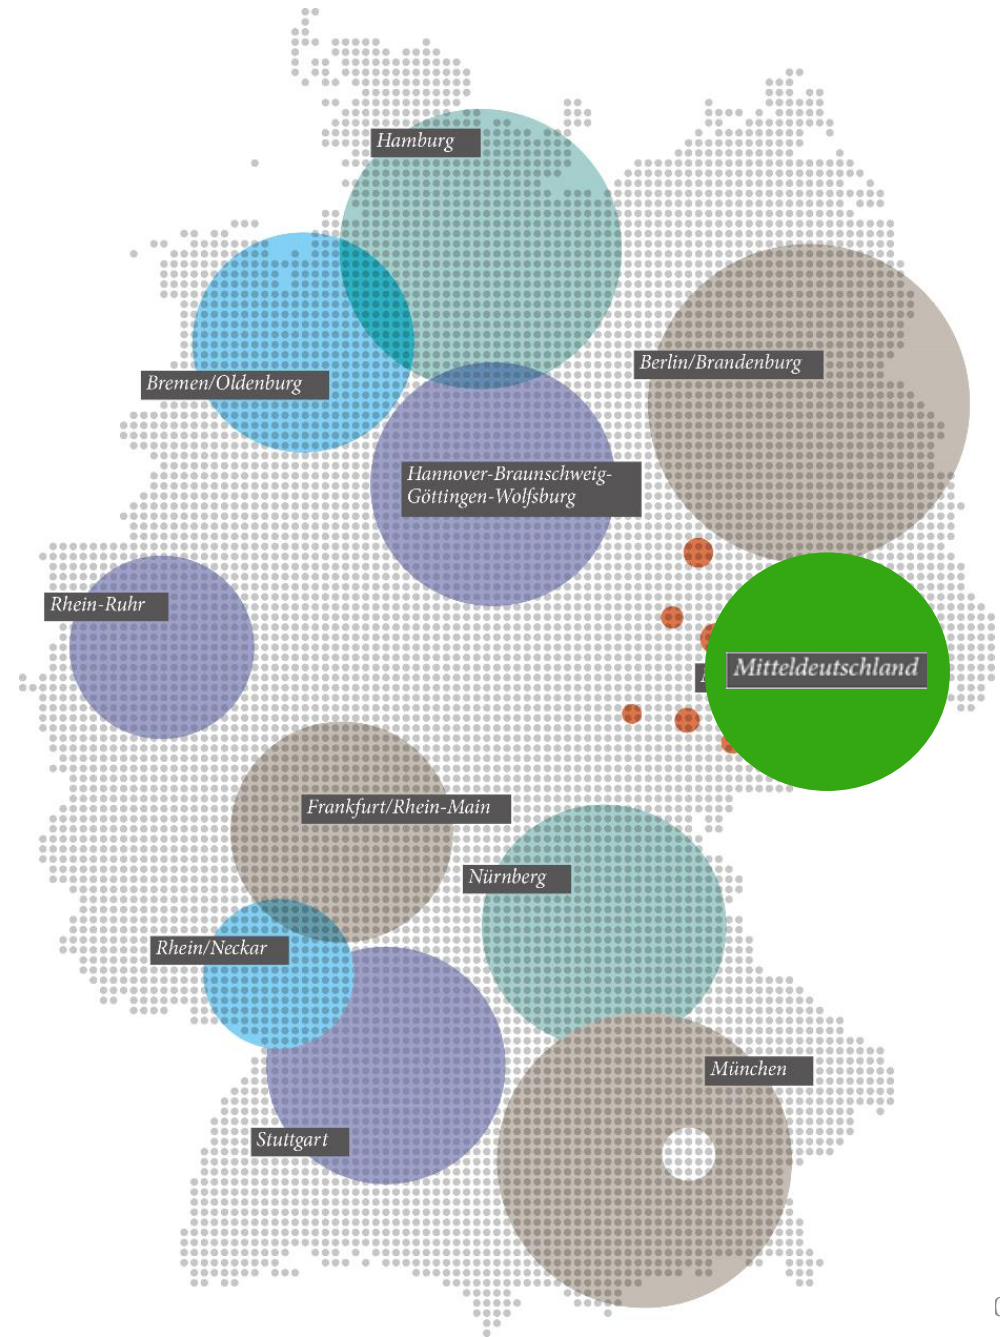 Hamburg
Berlin/Brandenburg
Bremen/Oldenburg
Hannover-Braunschweig-
Göttingen-Wolfsburg
Rhein-Ruhr
Mitteldeutschland
Frankfurt/Rhein-Main
Nürnberg
Rhein/Neckar
München
Stuttgart